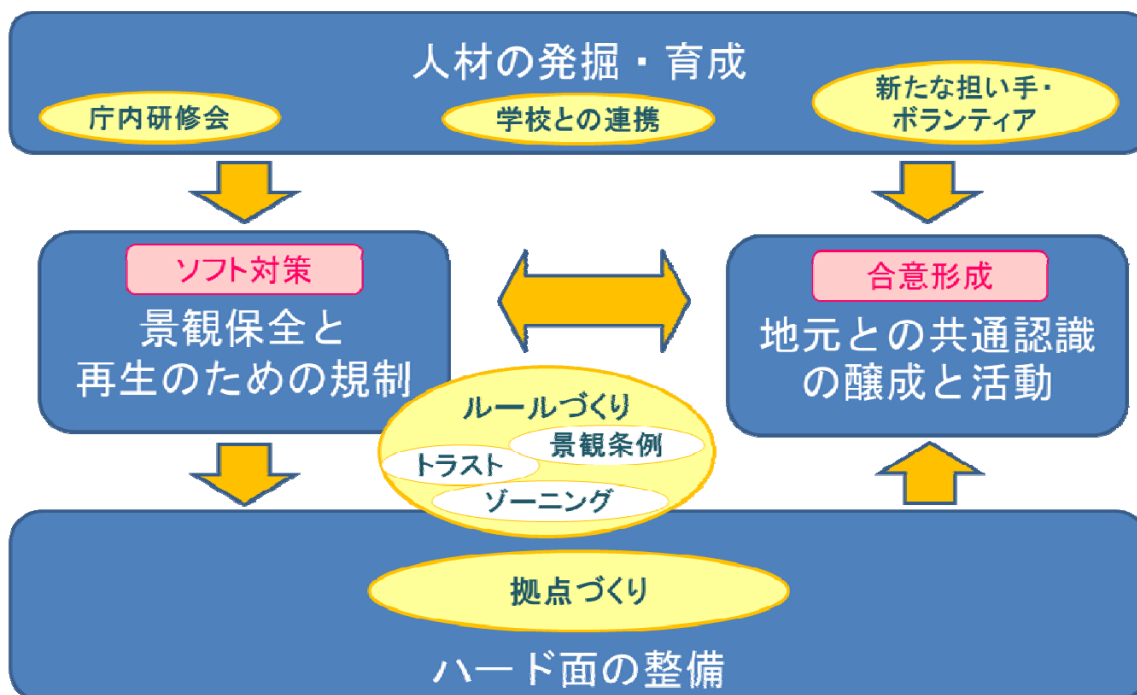 人材の発掘・育成
庁内研修会
学校との連携
新たな担い手・
ボランティア
ソフト対策
景観保全と
再生のための規制
合意形成
地元との共通認識
の醸成と活動
ルールづくり
景観条例
トラスト
ゾーニング
拠点づくり
ハード面の整備